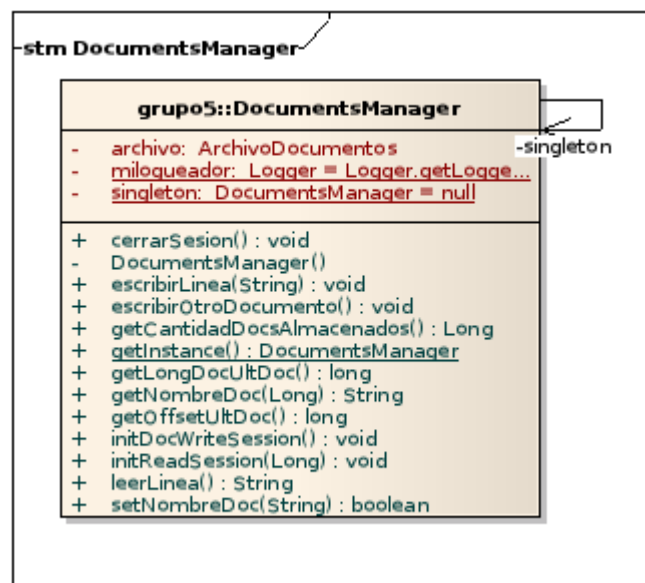 stm DocumentsManager
grupo5::DocumentsManager
- archivo: ArchivoDocumentos
- milogueador: Logger = Logger.getLogge...
- singleton: DocumentsManager = null
-singleton
+ cerrarSesion() : void
- DocumentsManager()
+ escribirLinea(String) : void
+ escribirOtroDocumento() : void
+ getCantidadDocsAlmacenados() : Long
+ getInstance() : DocumentsManager
+ getLongDocUltDoc() : long
+ getNombreDoc(Long) : String
+ getOffsetUltDoc() : long
+ initDocWriteSession() : void
+ initReadSession(Long) : void
+ leerLinea() : String
+ setNombreDoc(String) : boolean